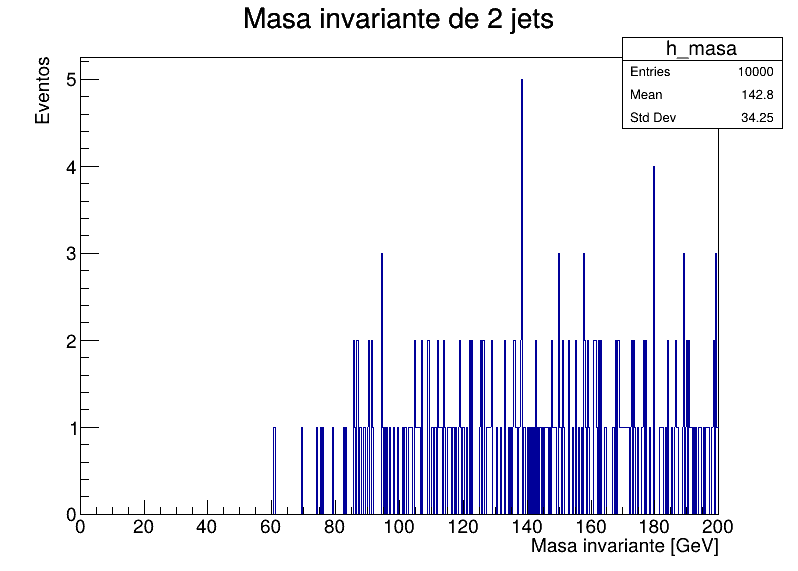 Masa invariante de 2 jets
h_masa
Entries 10000
Mean 142.8
Std Dev 34.25
Eventos
5
4
3
2
1
0
0 20 40 60 80 100 120 140 160 180 200
Masa invariante [GeV]